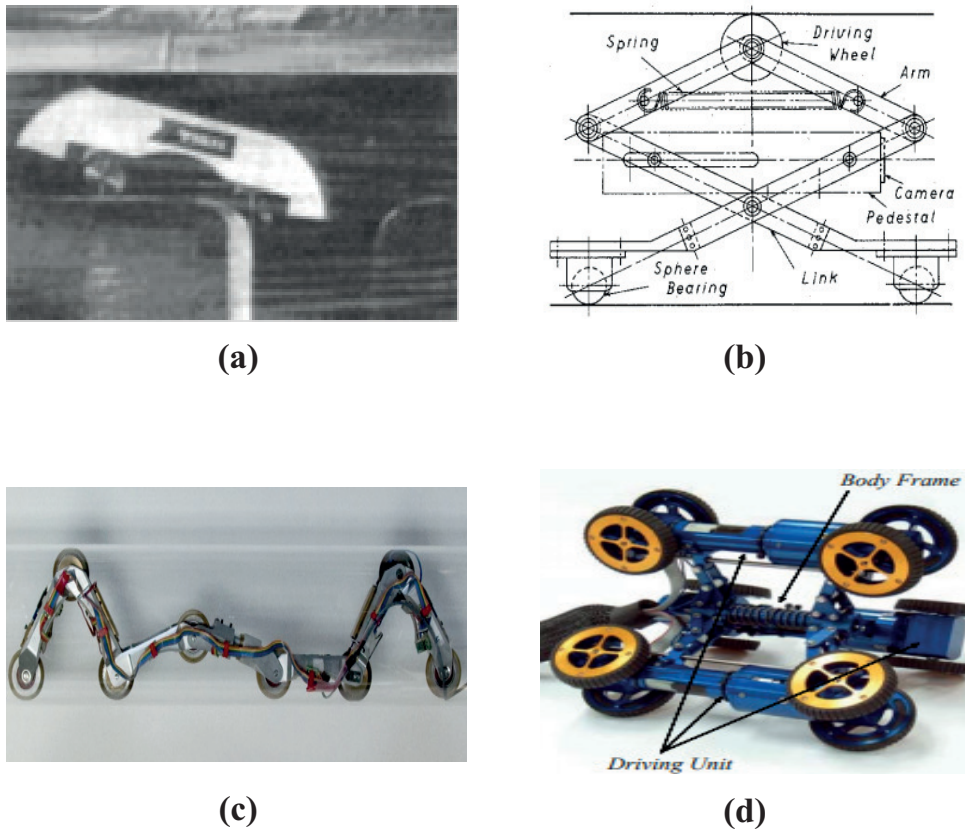 (a)
Spring
Driving
Wheel
Arm
Camera
Pedestal
Sphere
Bearing
Link
(b)
(c)
Body Frame
Driving Unit
(d)